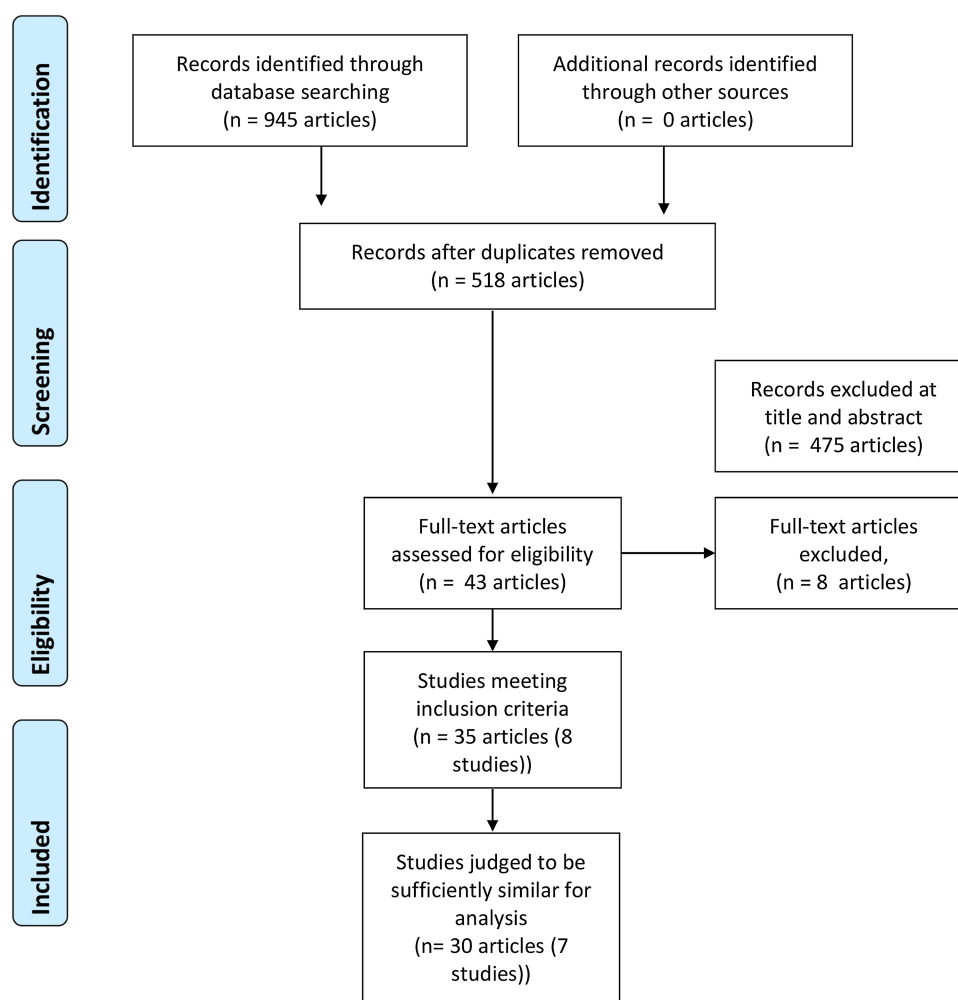 Identification
Records identified through
database searching
(n = 945 articles)
Additional records identified
through other sources
(n = 0 articles)
Records after duplicates removed
(n = 518 articles)
Screening
Records excluded at
title and abstract
(n = 475 articles)
Eligibility
Full-text articles
assessed for eligibility
(n = 43 articles)
Full-text articles
excluded,
(n = 8 articles)
Studies meeting
inclusion criteria
(n = 35 articles (8
studies))
Included
Studies judged to be
sufficiently similar for
analysis
(n= 30 articles (7
studies))